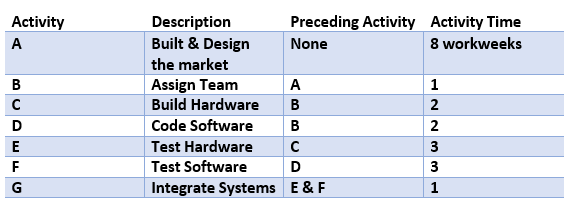 Activity Description Preceding Activity Activity Time
A Built & Design None 8 workweeks
the market
B Assign Team A 1
C Build Hardware B 2
D Code Software B 2
E Test Hardware C 3
F Test Software D 3
G Integrate Systems E & F 1